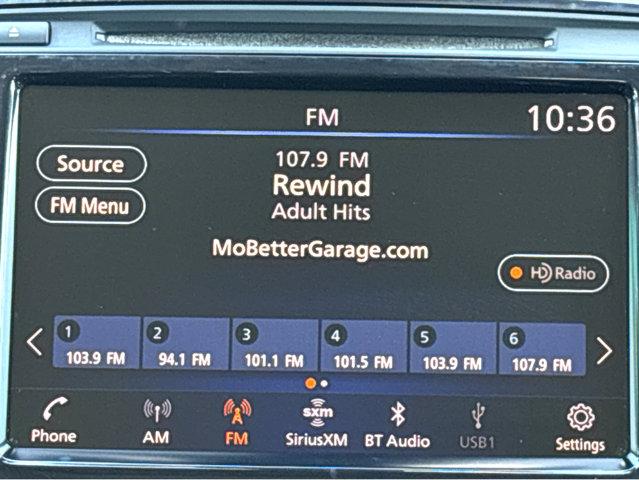 FM
10:36
Source
107.9 FM
Rewind
FM Menu
Adult Hits
MoBetterGarage.com
HD Radio
1
103.9 FM
2
94.1 FM
3
101.1 FM
4
101.5 FM
5
103.9 FM
6
107.9 FM
Phone
AM
FM
sxm
SiriusXM
BT Audio
USB1
Settings